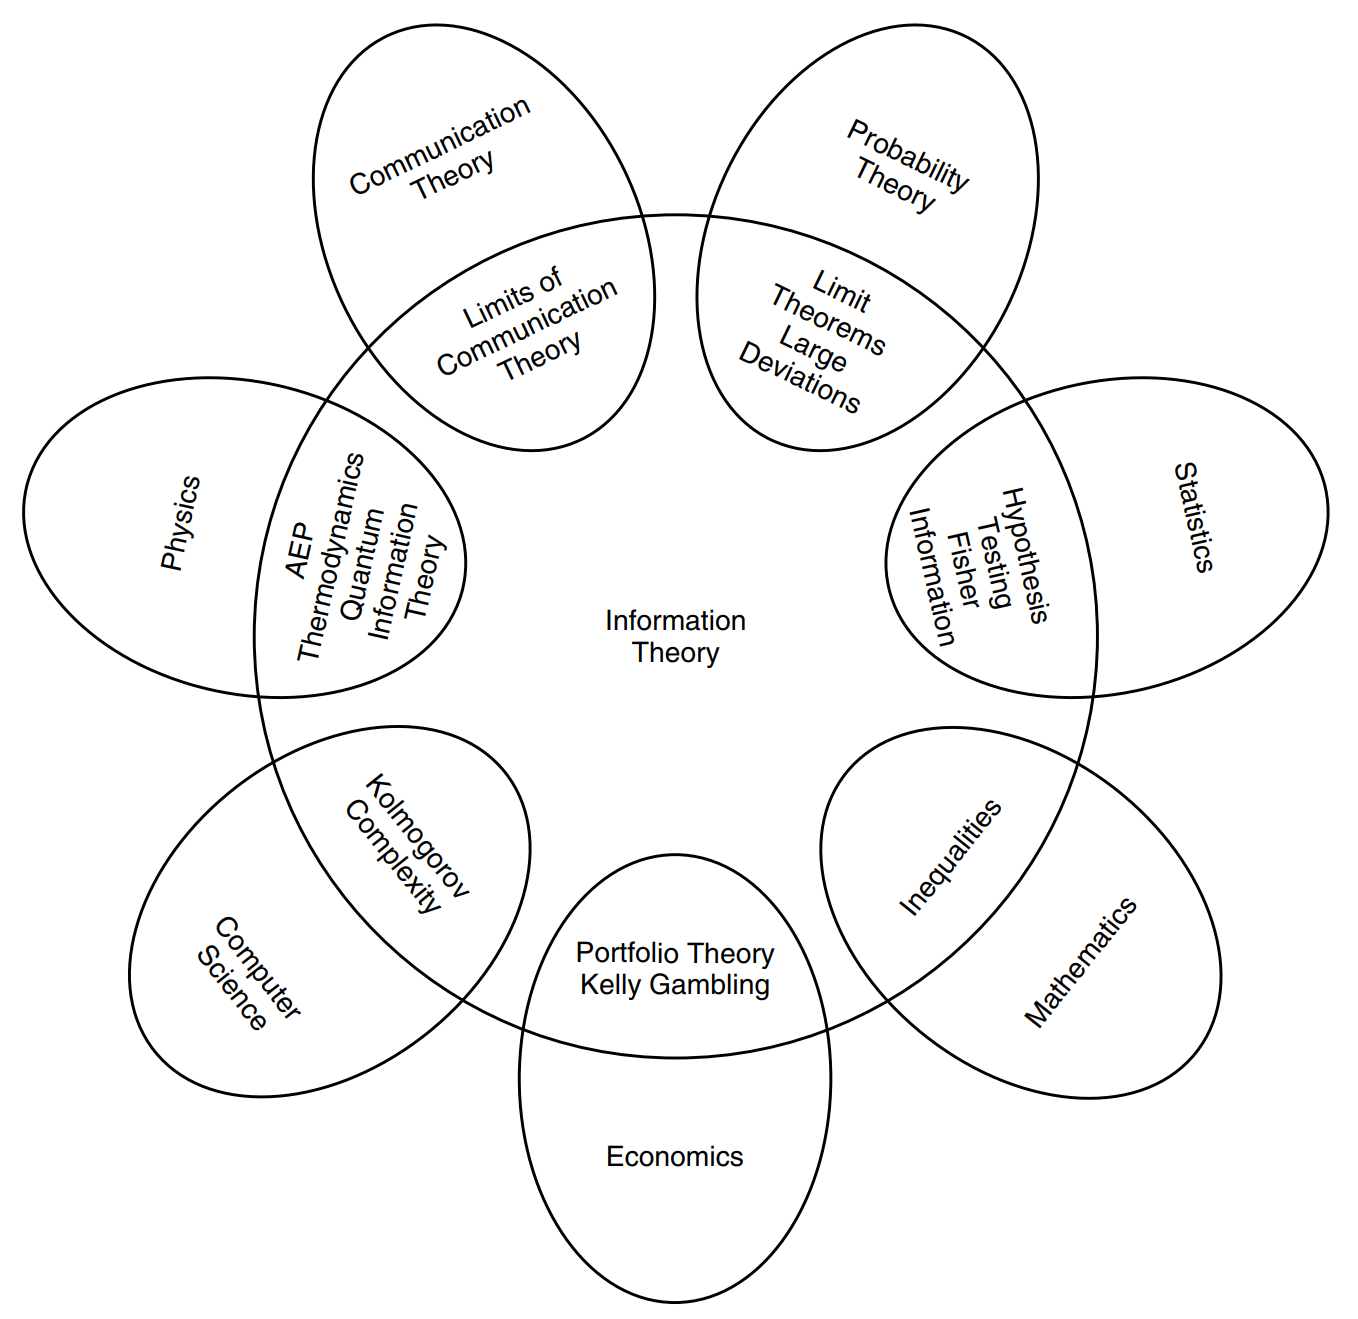 Communication
Theory
Probability
Theory
Limits of
Communication
Theory
Limit
Theorems
Large
Deviations
Physics
AEP
Thermodynamics
Quantum
Information
Theory
Information
Theory
Hypothesis
Testing
Fisher
Information
Statistics
Kolmogorov
Complexity
Computer
Science
Portfolio Theory
Kelly Gambling
Economics
Inequalities
Mathematics